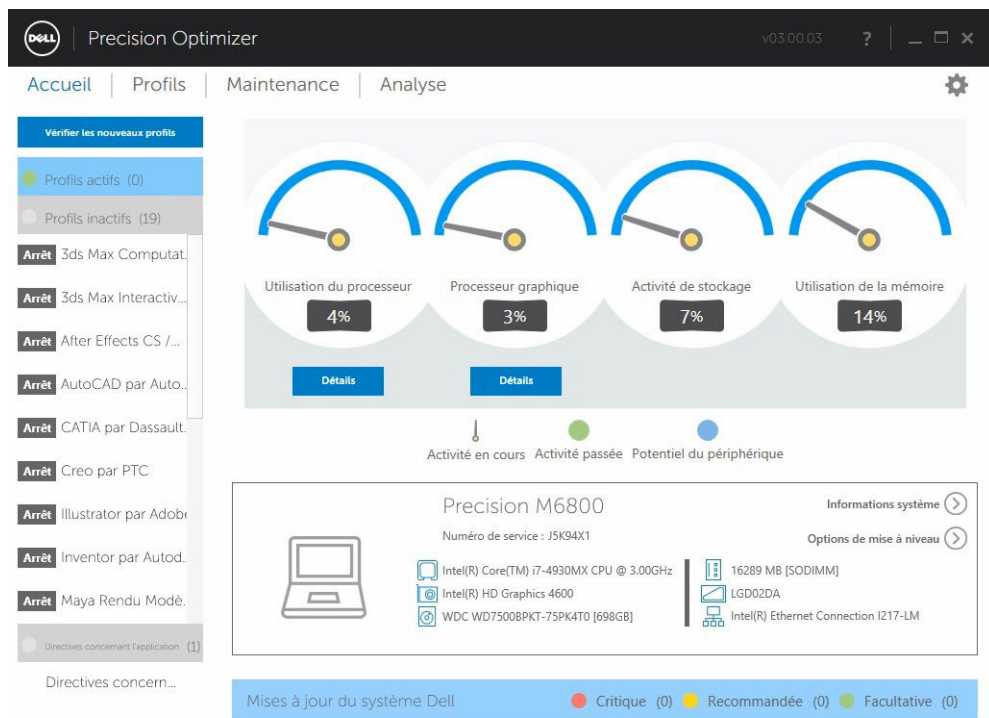 DELL Precision Optimizer v03.00.03 ?
Accueil Profils Maintenance Analyse
Vérifier les nouveaux profils
Profils actifs (0)
Profils inactifs (19)
Arrêt 3ds Max Computat.
Arrêt 3ds Max Interactiv...
Arrêt After Effects CS /...
Arrêt AutoCAD par Auto..
Arrêt CATIA par Dassault.
Arrêt Creo par PTC
Arrêt Illustrator par Adobe
Arrêt Inventor par Autod.
Arrêt Maya Rendu Modè.
Directives concernant l'application (1)
Directives concern...
Utilisation du processeur
4%
Détails
Processeur graphique
3%
Détails
Activité de stockage
7%
Utilisation de la mémoire
14%
Activité en cours Activité passée Potentiel du périphérique
Precision M6800
Numéro de service : J5K94X1
Informations système
Options de mise à niveau
Intel(R) Core(TM) i7-4930MX CPU @ 3.00GHz
Intel(R) HD Graphics 4600
WDC WD7500BPKT-75PK4T0 [698GB]
16289 MB [SODIMM]
LGD02DA
Intel(R) Ethernet Connection I217-LM
Mises à jour du système Dell Critique (0) Recommandée (0) Facultative (0)